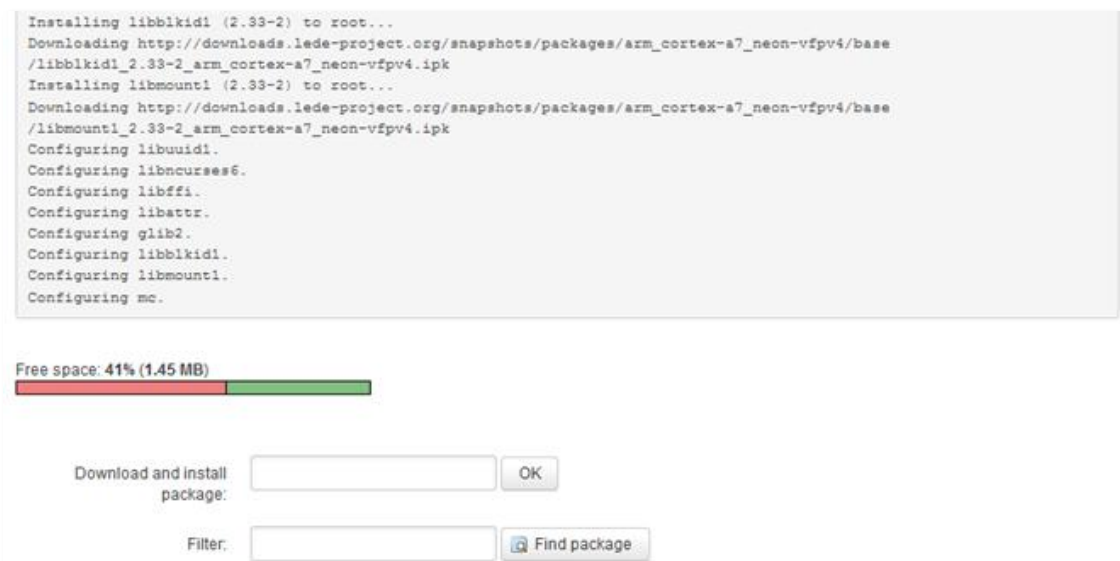 Installing libblkid1 (2.33-2) to root...
Downloading http://downloads.lede-project.org/snapshots/packages/arm_cortex-a7_neon-vfpv4/base
/libblkid1_2.33-2_arm_cortex-a7_neon-vfpv4.ipk
Installing libmount1 (2.33-2) to root...
Downloading http://downloads.lede-project.org/snapshots/packages/arm_cortex-a7_neon-vfpv4/base
/libmount1_2.33-2_arm_cortex-a7_neon-vfpv4.ipk
Configuring libuuid1.
Configuring libncurses6.
Configuring libffi.
Configuring libattr.
Configuring glib2.
Configuring libblkid1.
Configuring libmount1.
Configuring mc.
Free space: 41% (1.45 MB)
Download and install
package:
OK
Filter:
Find package